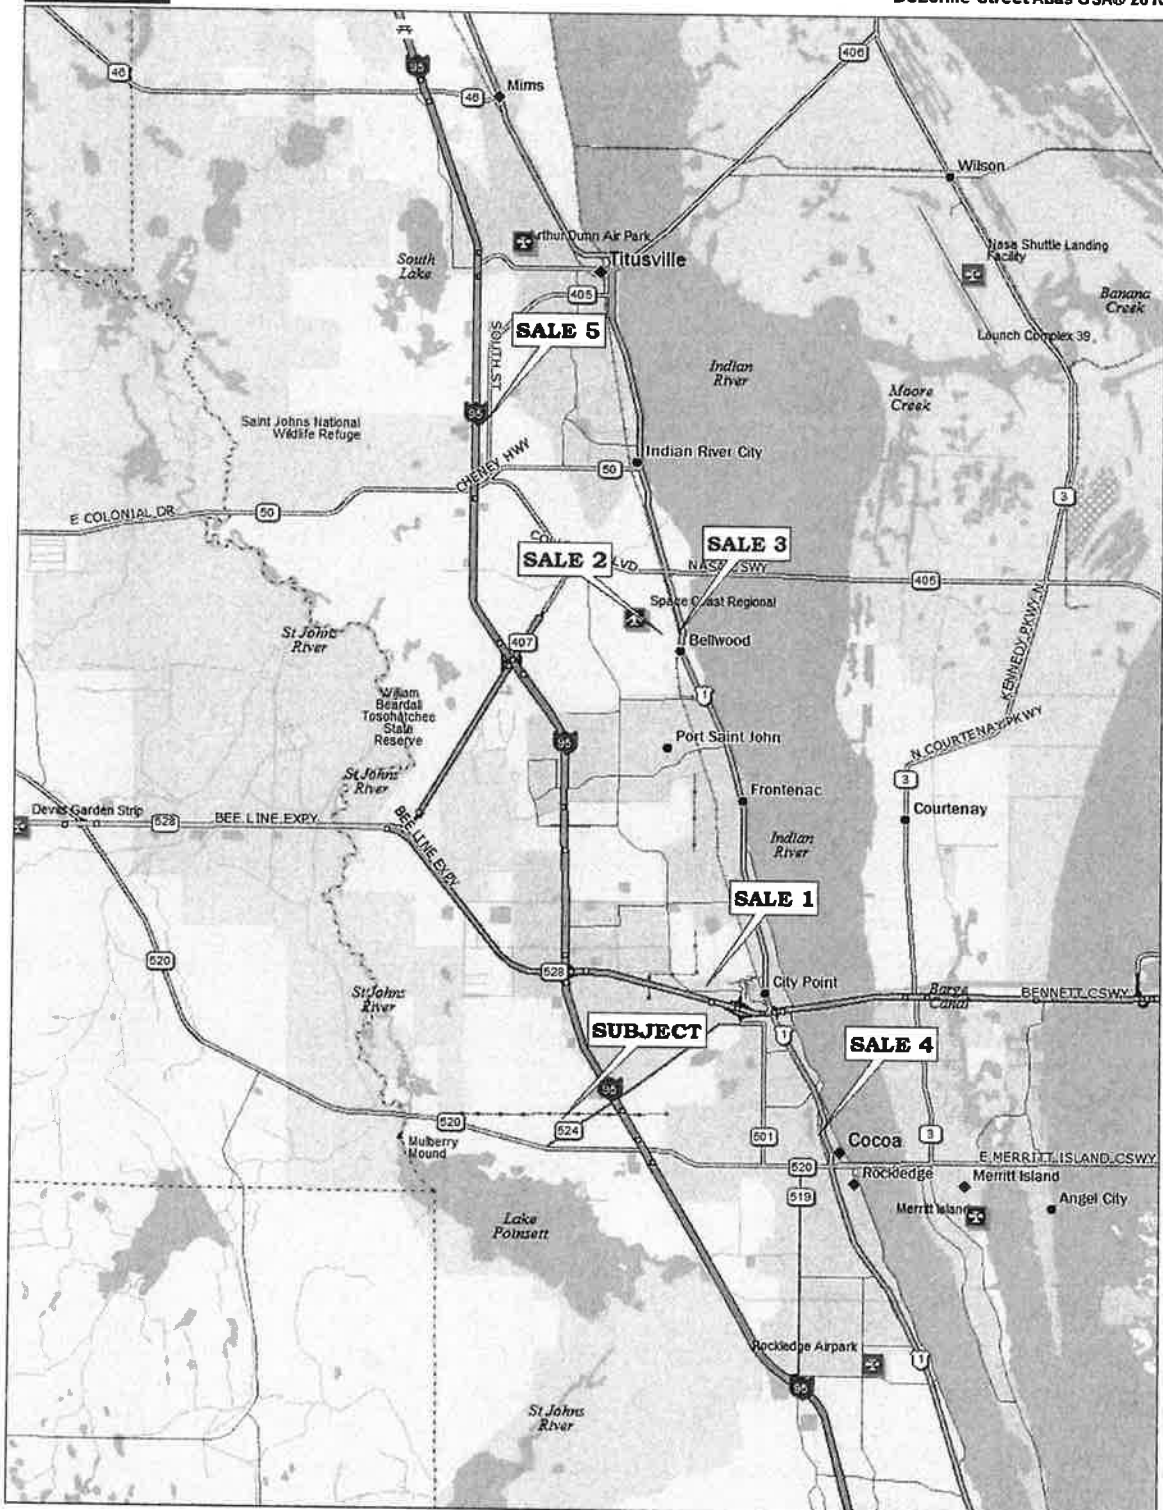 406
95
46
46
Mims
Wilson
Arthur Dunn Air Park
South
Lake
Titusville
Nasa Shuttle Landing
Facility
Banana
Creek
405
SOUTH ST
SALE 5
Launch Complex 39
Indian
River
Moore
Creek
95
Saint Johns National
Wildlife Refuge
Indian River City
50
CHENEY HWY
3
E COLONIAL DR
50
SALE 2
SALE 3
LVD
NASA CSWY
405
Space Coast Regional
St Johns
River
407
Bellwood
KENNEDY PKWY N
William
Beardall
Tosohatchee
State
Reserve
1
N COURTENAY PKWY
95
Port Saint John
St Johns
River
3
Frontenac
Courtenay
Devils Garden Strip
528
BEE LINE EXPY
BEE LINE EXPY
Indian
River
SALE 1
520
528
City Point
St Johns
River
Barge
Canal
BENNETT CSWY
SUBJECT
1
SALE 4
95
520
524
Mulberry
Mound
501
Cocoa
3
520
E MERRITT ISLAND CSWY
Rockledge
Merritt Island
519
Merritt Island
Angel City
Lake
Poinsett
Rockledge Airpark
1
95
St Johns
River